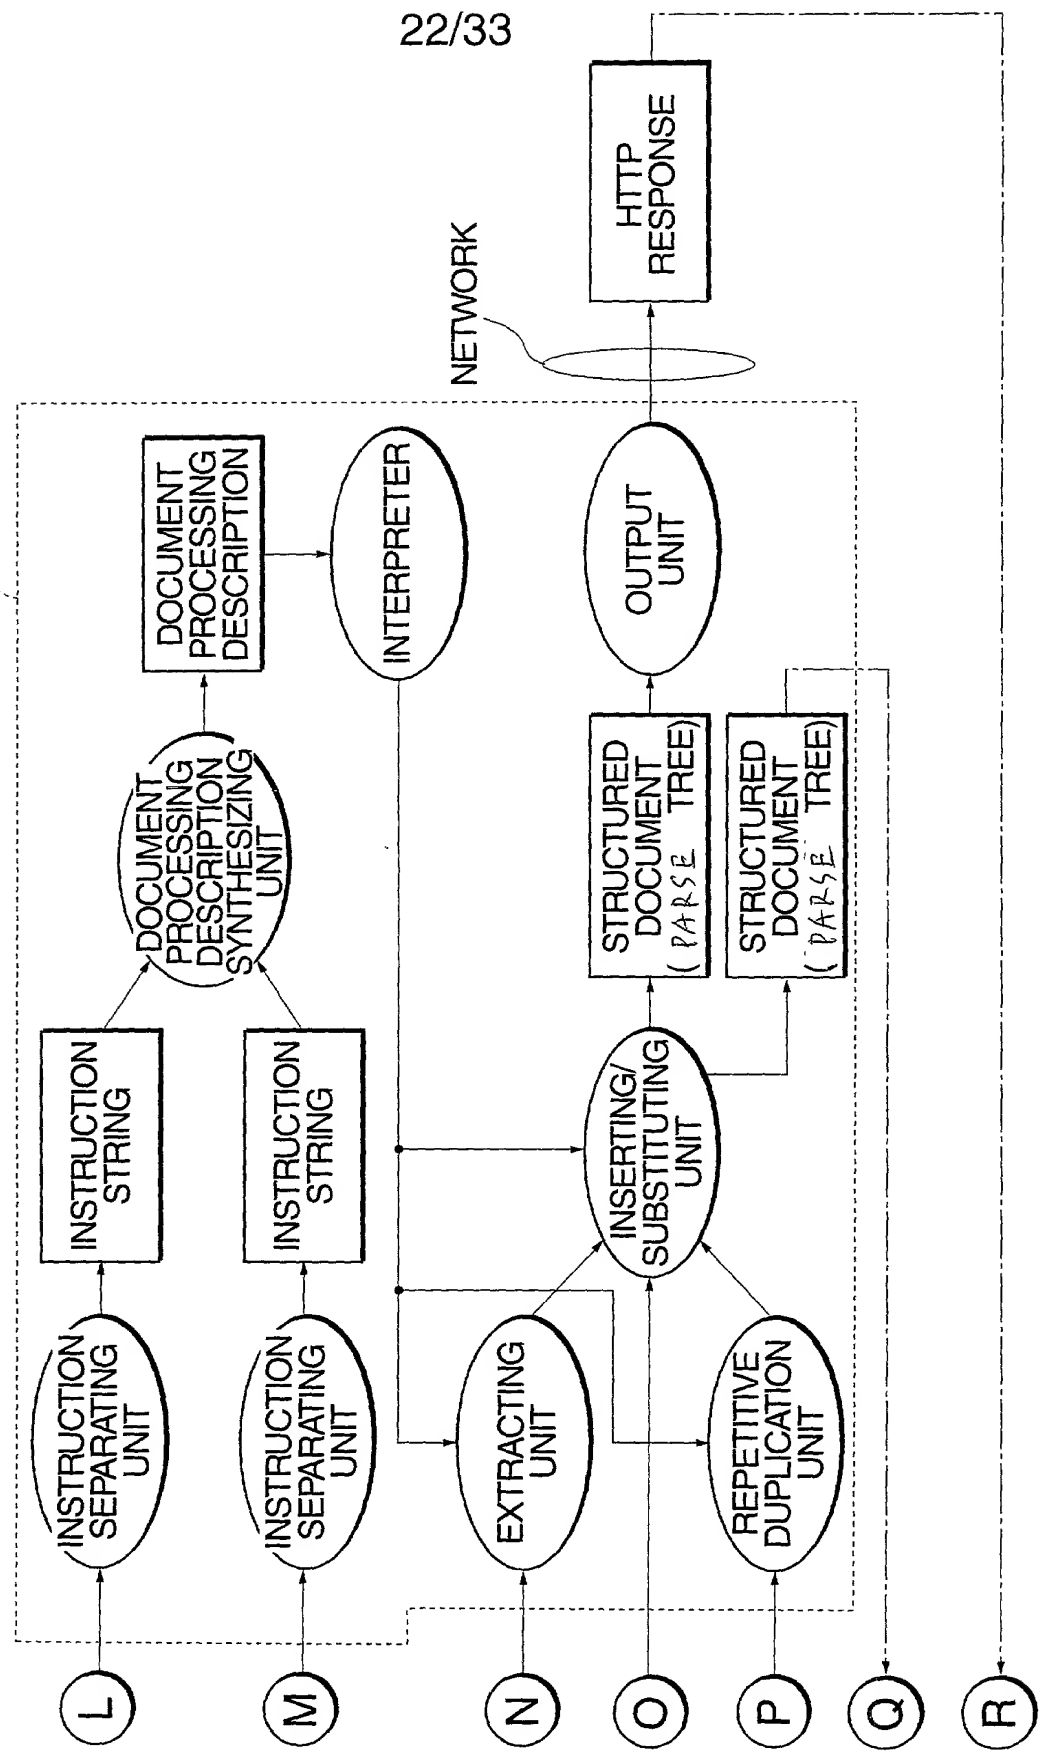 22/33
L
INSTRUCTION
SEPARATING
UNIT
INSTRUCTION
STRING
DOCUMENT
PROCESSING
DESCRIPTION
SYNTHESIZING
UNIT
DOCUMENT
PROCESSING
DESCRIPTION
M
INSTRUCTION
SEPARATING
UNIT
INSTRUCTION
STRING
INTERPRETER
NETWORK
N
EXTRACTING
UNIT
O
INSERTING/
SUBSTITUTING
UNIT
STRUCTURED
DOCUMENT
(PARSE TREE)
OUTPUT
UNIT
HTTP
RESPONSE
P
REPETITIVE
DUPLICATION
UNIT
STRUCTURED
DOCUMENT
(PARSE TREE)
Q
R